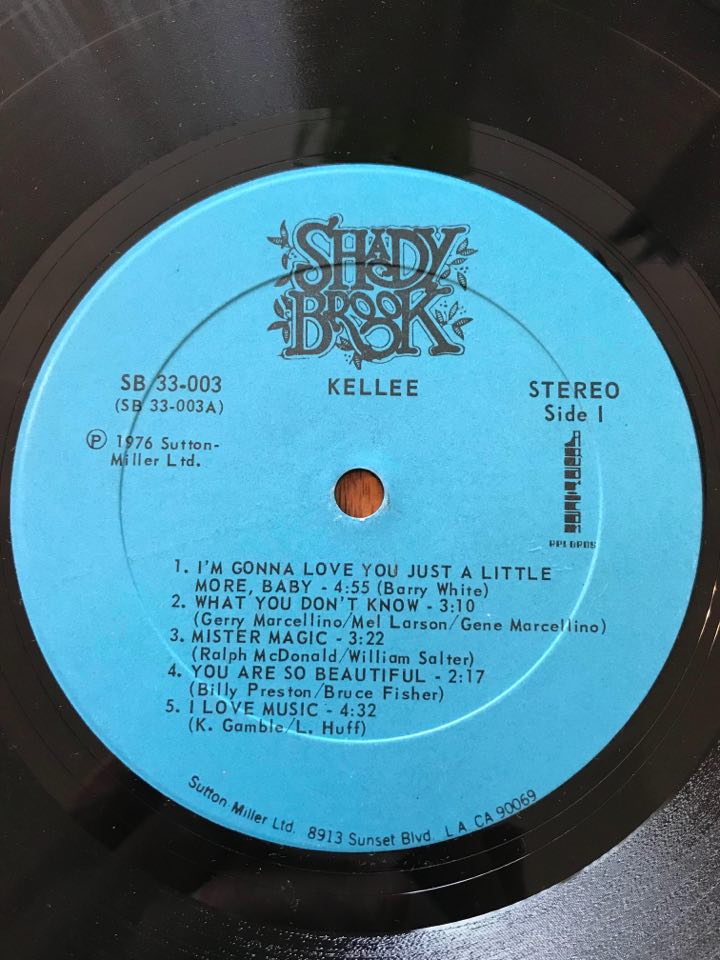 SHADY
BROOK
SB 33-003
(SB 33-003A)
KELLEE
STEREO
Side 1
℗ 1976 Sutton-
Miller Ltd.
RECORDS
1. I'M GONNA LOVE YOU JUST A LITTLE
MORE, BABY - 4:55 (Barry White)
2. WHAT YOU DON'T KNOW - 3:10
(Gerry Marcellino/Mel Larson/Gene Marcellino)
3. MISTER MAGIC - 3:22
(Ralph McDonald/William Salter)
4. YOU ARE SO BEAUTIFUL - 2:17
(Billy Preston/Bruce Fisher)
5. I LOVE MUSIC - 4:32
(K. Gamble/L. Huff)
Sutton Miller Ltd. 8913 Sunset Blvd. L A CA 90069